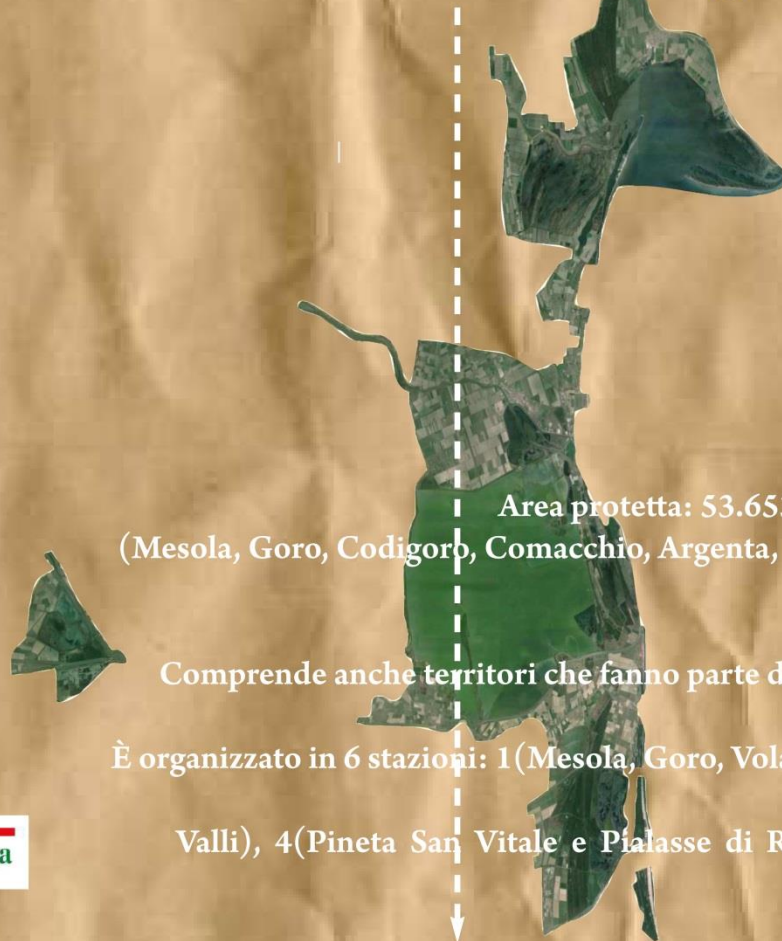 Area protetta: 53.65
(Mesola, Goro, Codigoro, Comacchio, Argenta,
Comprende anche territori che fanno parte d
È organizzato in 6 stazioni: 1(Mesola, Goro, Vola
Valli), 4(Pineta San Vitale e Pialasse di R
a